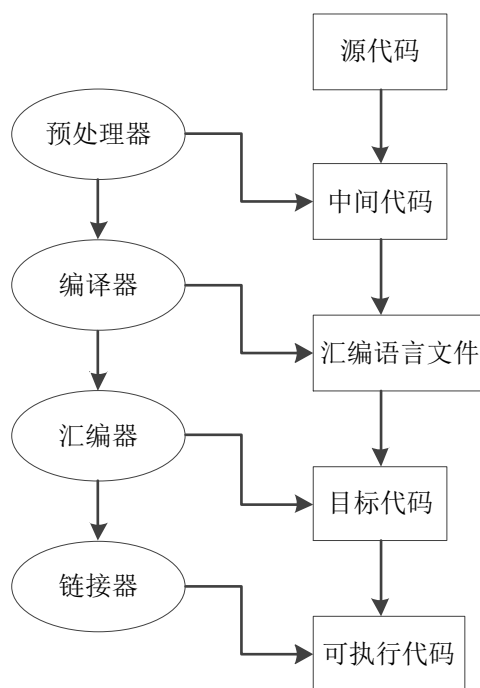 源代码
预处理器
中间代码
编译器
汇编语言文件
汇编器
目标代码
链接器
可执行代码